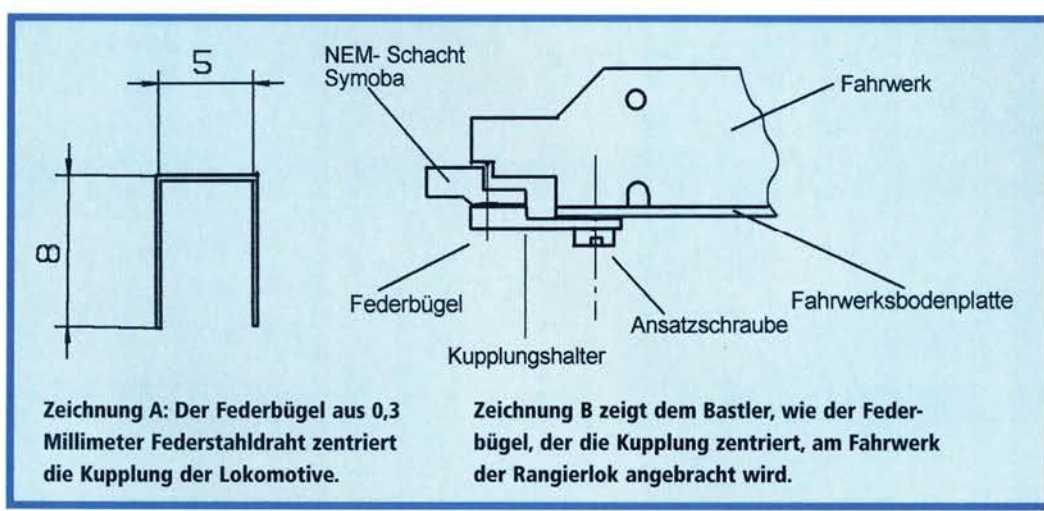 5
8
NEM- Schacht
Symoba
Fahrwerk
Federbügel
Kupplungshalter
Ansatzschraube
Fahrwerksbodenplatte
Zeichnung A: Der Federbügel aus 0,3
Millimeter Federstahldraht zentriert
die Kupplung der Lokomotive.
Zeichnung B zeigt dem Bastler, wie der Feder-
bügel, der die Kupplung zentriert, am Fahrwerk
der Rangierlok angebracht wird.